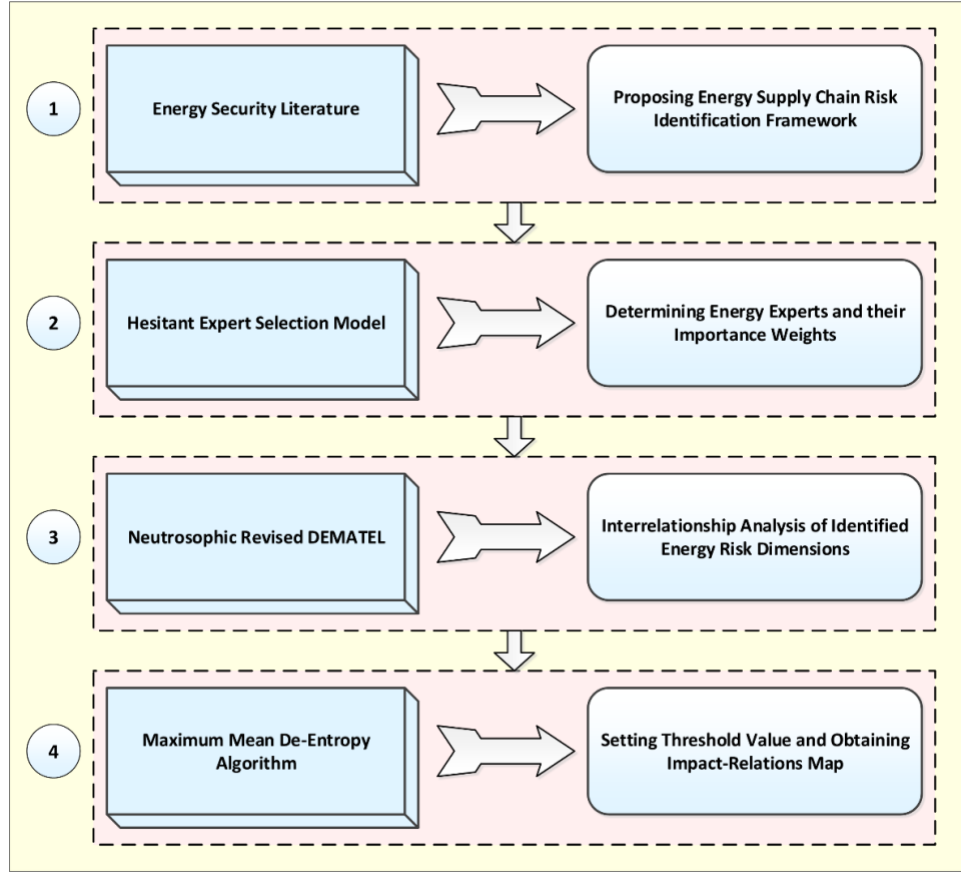 1
Energy Security Literature
Proposing Energy Supply Chain Risk
Identification Framework
2
Hesitant Expert Selection Model
Determining Energy Experts and their
Importance Weights
3
Neutrosophic Revised DEMATEL
Interrelationship Analysis of Identified
Energy Risk Dimensions
4
Maximum Mean De-Entropy
Algorithm
Setting Threshold Value and Obtaining
Impact-Relations Map